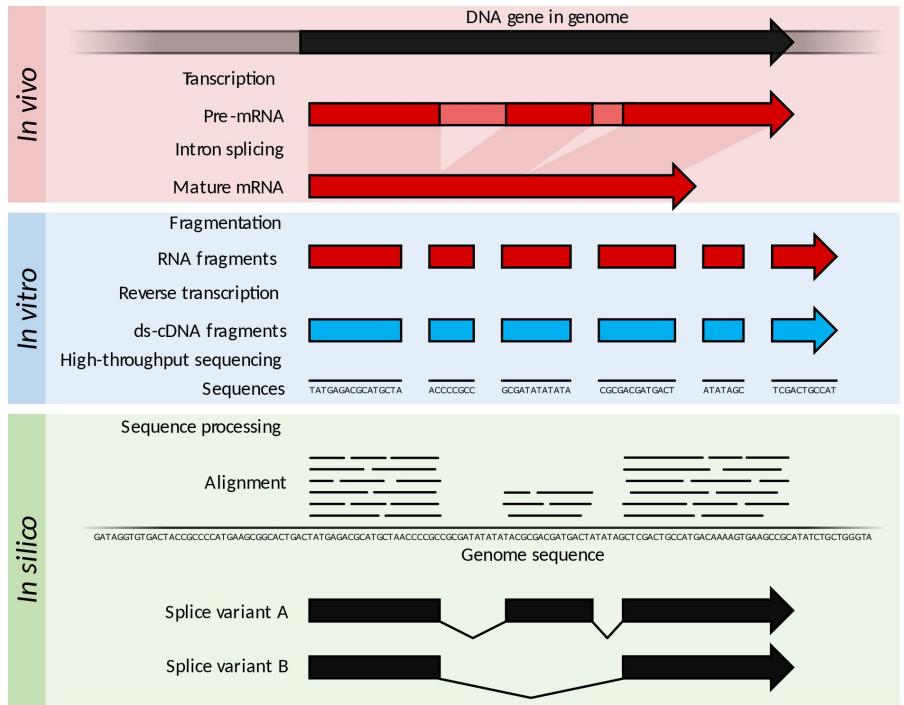 In vivo
DNA gene in genome
Transcription
Pre-mRNA
Intron splicing
Mature mRNA
In vitro
Fragmentation
RNA fragments
Reverse transcription
ds-cDNA fragments
High-throughput sequencing
Sequences
TATGAGACGCATGCTA ACCCCGCC GCGATATATATA CGCGACGATGACT ATATAGC TCGACTGCCAT
In silico
Sequence processing
Alignment
GATAGGTGTGACTACCGCCCCATGAAGCGGCACTGACTATGAGACGCATGCTAACCCCGCCGCGATATATATACGCGACGATGACTATATAGCTCGACTGCCATGACAAAAGTGAAGCCGCATATCTGCTGGGTA
Genome sequence
Splice variant A
Splice variant B